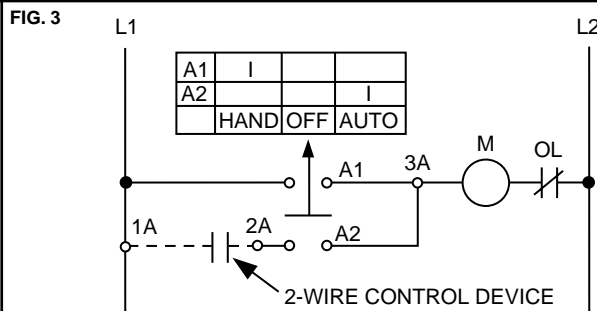 FIG. 3
L1
L2
A1 I
A2 I
HAND OFF AUTO
M
OL
A1
3A
1A
2A
A2
2-WIRE CONTROL DEVICE